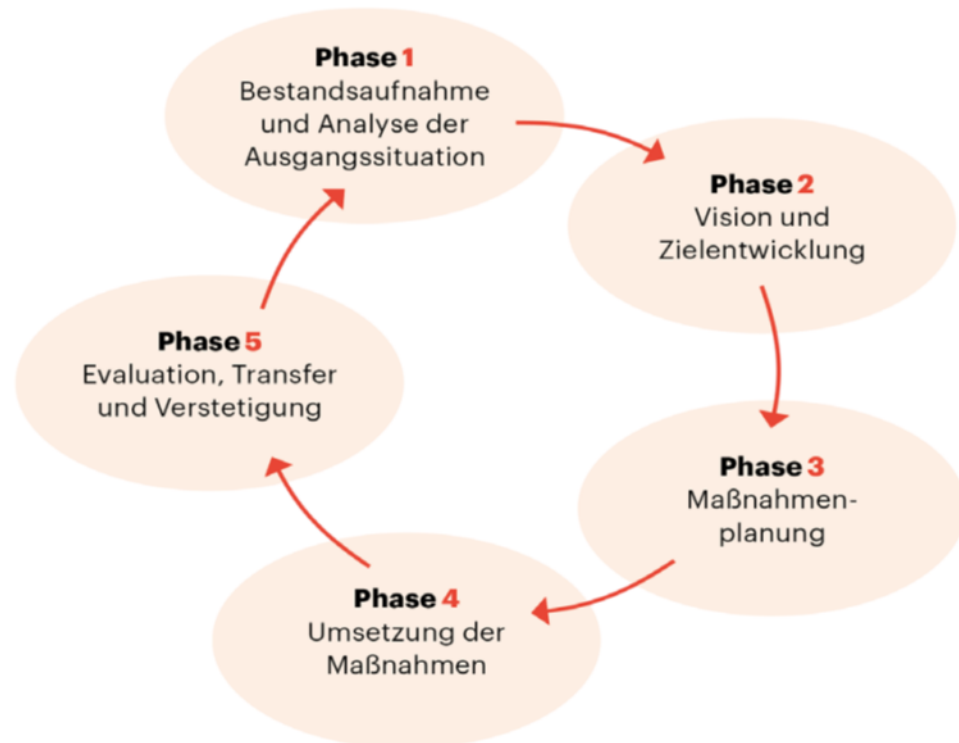 Phase 1
Bestandsaufnahme
und Analyse der
Ausgangssituation
Phase 2
Vision und
Zielentwicklung
Phase 3
Maßnahmen-
planung
Phase 4
Umsetzung der
Maßnahmen
Phase 5
Evaluation, Transfer
und Verstetigung